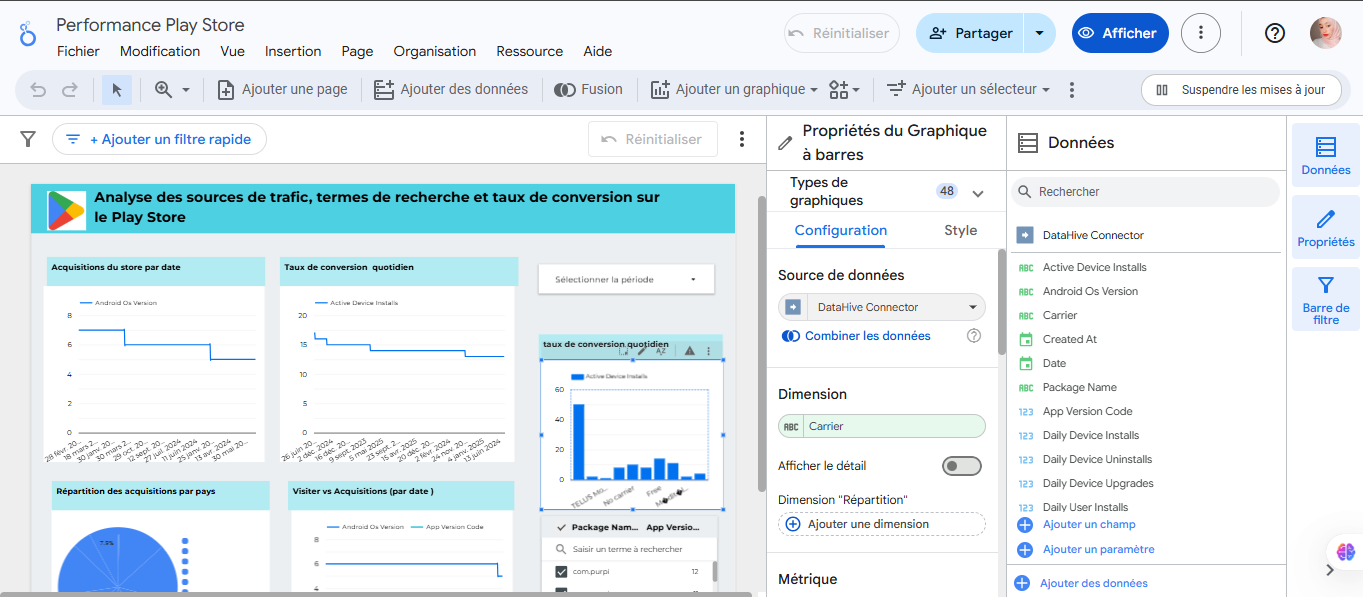 Performance Play Store
Fichier Modification Vue Insertion Page Organisation Ressource Aide
Réinitialiser
Partager
Afficher
Ajouter une page
Ajouter des données
Fusion
Ajouter un graphique
Ajouter un sélecteur
Suspendre les mises à jour
+ Ajouter un filtre rapide
Réinitialiser
Analyse des sources de trafic, termes de recherche et taux de conversion sur
le Play Store
Acquisitions du store par date
Android Os Version
8
6
4
2
0
28 févr. 20...
18 mars 2...
30 janv. 20...
30 mars 2...
29 oct. 20...
12 sept. 20...
27 juil. 2024
11 juin 2024
25 janv. 20...
13 avr. 2024
30 mai 20...
Taux de conversion quotidien
Active Device Installs
20
15
10
5
0
26 juin 20...
2 déc. 2024
16 déc. 20...
9 sept. 2023
5 mai 2025
23 sept. 2...
15 avr. 20...
20 déc. 20...
2 févr. 2024
24 nov. 20...
4 janv. 2025
13 juin 2024
Sélectionner la période
taux de conversion quotidien
Active Device Installs
60
40
20
0
TELUS Mo...
No carrier
Free
Répartition des acquisitions par pays
7.3%
Visiter vs Acquisitions (par date )
Android Os Version
App Version Code
8
6
4
Package Nam...
App Versio...
Saisir un terme à rechercher
com.purpi
12
Propriétés du Graphique
à barres
Types de
graphiques
48
Configuration
Style
Source de données
DataHive Connector
Combiner les données
Dimension
ABC Carrier
Afficher le détail
Dimension "Répartition"
Ajouter une dimension
Métrique
Données
Rechercher
DataHive Connector
ABC Active Device Installs
ABC Android Os Version
ABC Carrier
Created At
Date
ABC Package Name
123 App Version Code
123 Daily Device Installs
123 Daily Device Uninstalls
123 Daily Device Upgrades
123 Daily User Installs
Ajouter un champ
Ajouter un paramètre
Ajouter des données
Données
Propriétés
Barre de
filtre